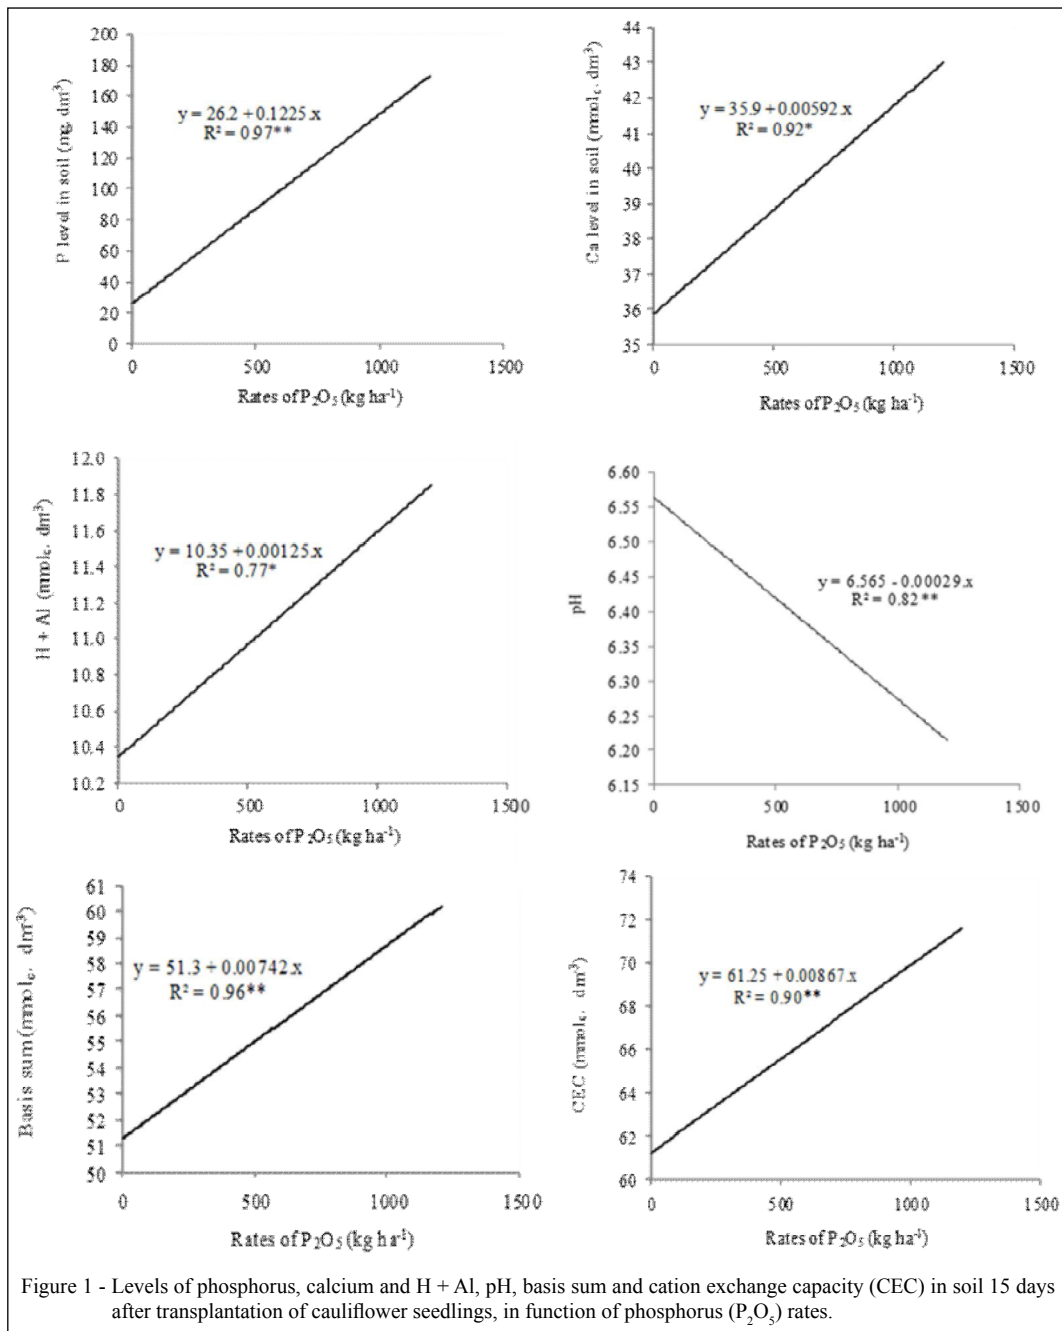 200
180
160
140
120
100
80
60
40
20
0
P level in soil (mg. dm³)
y = 26.2 + 0.1225.x
R² = 0.97**
0 500 1000 1500
Rates of P₂O₅ (kg ha⁻¹)
44
43
42
41
40
39
38
37
36
35
Ca level in soil (mmol꜀. dm³)
y = 35.9 + 0.00592x
R² = 0.92*
0 500 1000 1500
Rates of P₂O₅ (kg ha⁻¹)
12.0
11.8
11.6
11.4
11.2
11.0
10.8
10.6
10.4
10.2
H + Al (mmol꜀. dm³)
y = 10.35 + 0.00125.x
R² = 0.77*
0 500 1000 1500
Rates of P₂O₅ (kg ha⁻¹)
6.60
6.55
6.50
6.45
6.40
6.35
6.30
6.25
6.20
6.15
pH
y = 6.565 - 0.00029.x
R² = 0.82**
0 500 1000 1500
Rates of P₂O₅ (kg ha⁻¹)
61
60
59
58
57
56
55
54
53
52
51
50
Basis sum (mmol꜀. dm³)
y = 51.3 + 0.00742.x
R² = 0.96**
0 500 1000 1500
Rates of P₂O₅ (kg ha⁻¹)
74
72
70
68
66
64
62
60
CEC (mmol꜀. dm³)
y = 61.25 + 0.00867.x
R² = 0.90**
0 500 1000 1500
Rates of P₂O₅ (kg ha⁻¹)
Figure 1 - Levels of phosphorus, calcium and H + Al, pH, basis sum and cation exchange capacity (CEC) in soil 15 days
after transplantation of cauliflower seedlings, in function of phosphorus (P₂O₅) rates.